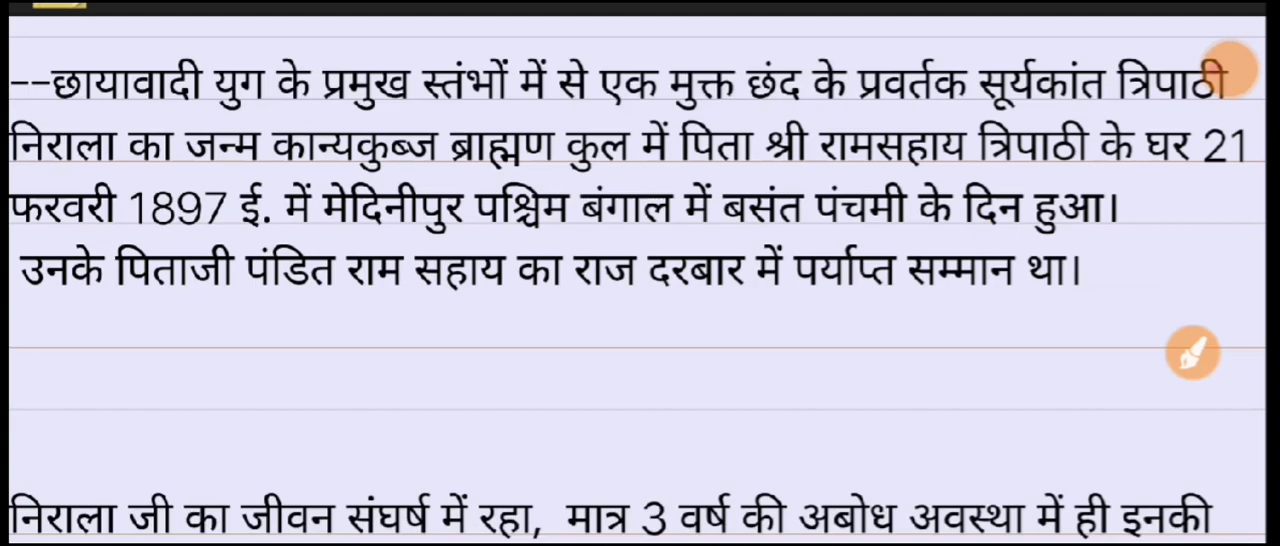 --छायावादी युग के प्रमुख स्तंभों में से एक मुक्त छंद के प्रवर्तक सूर्यकांत त्रिपाठी
निराला का जन्म कान्यकुब्ज ब्राह्मण कुल में पिता श्री रामसहाय त्रिपाठी के घर 21
फरवरी 1897 ई. में मेदिनीपुर पश्चिम बंगाल में बसंत पंचमी के दिन हुआ।
उनके पिताजी पंडित राम सहाय का राज दरबार में पर्याप्त सम्मान था।
निराला जी का जीवन संघर्ष में रहा, मात्र 3 वर्ष की अबोध अवस्था में ही इनकी